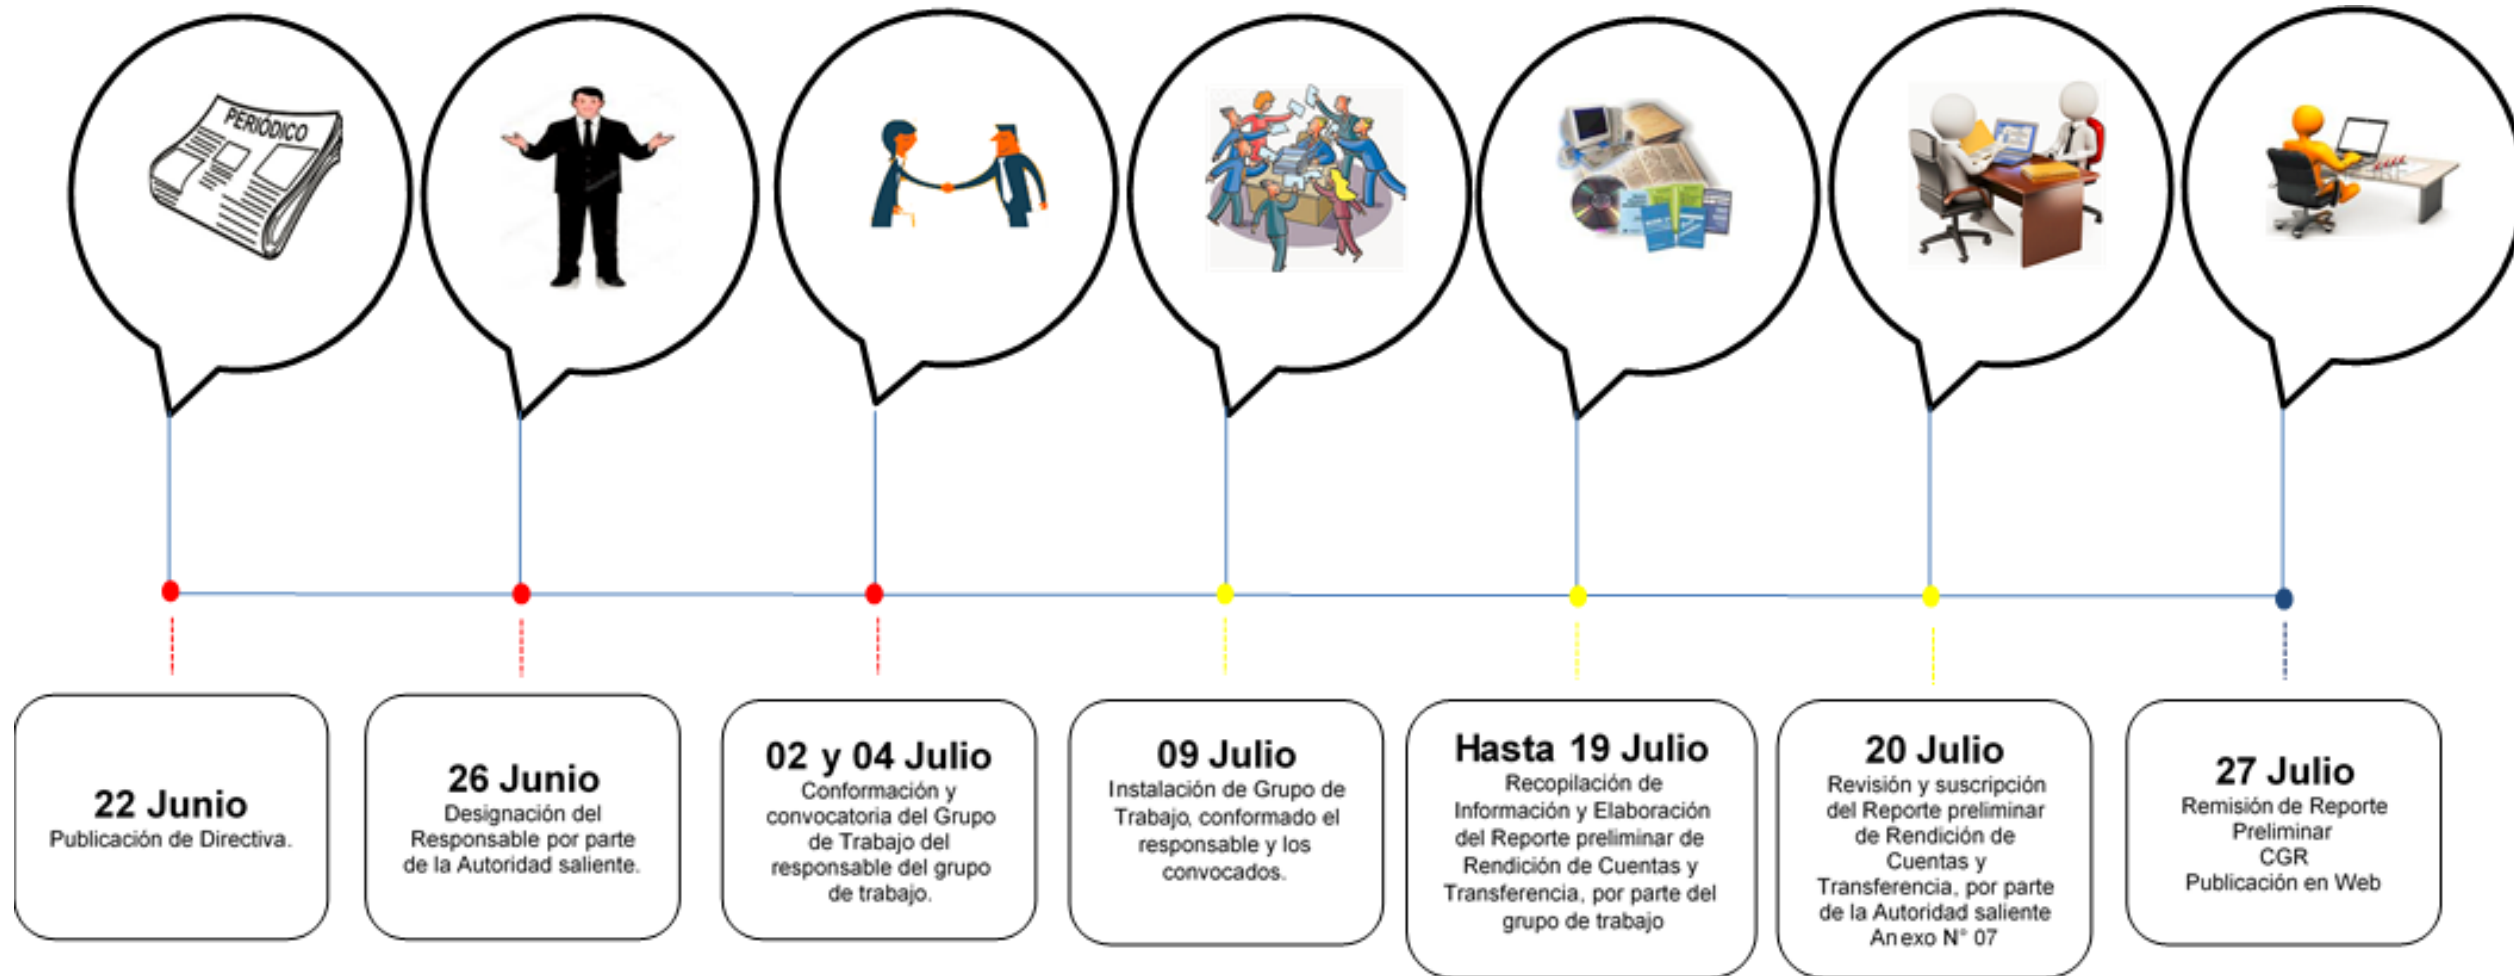 PERIÓDICO
22 Junio
Publicación de Directiva.
26 Junio
Designación del
Responsable por parte
de la Autoridad saliente.
02 y 04 Julio
Conformación y
convocatoria del Grupo
de Trabajo del
responsable del grupo
de trabajo.
09 Julio
Instalación de Grupo de
Trabajo, conformado el
responsable y los
convocados.
Hasta 19 Julio
Recopilación de
Información y Elaboración
del Reporte preliminar de
Rendición de Cuentas y
Transferencia, por parte del
grupo de trabajo
20 Julio
Revisión y suscripción
del Reporte preliminar
de Rendición de
Cuentas y
Transferencia, por parte
de la Autoridad saliente
Anexo N° 07
27 Julio
Remisión de Reporte
Preliminar
CGR
Publicación en Web